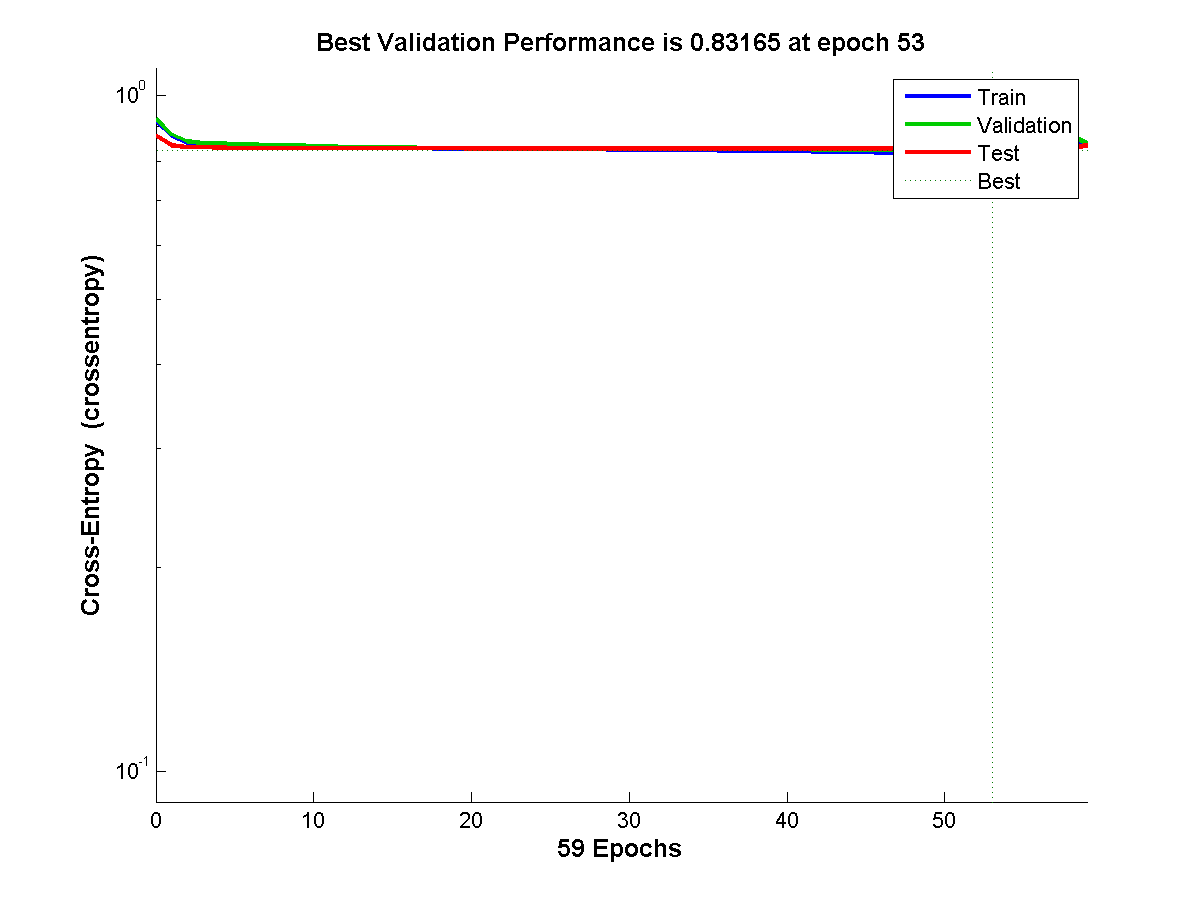 Best Validation Performance is 0.83165 at epoch 53
10^0
Train
Validation
Test
Best
Cross-Entropy (crossentropy)
10^-1
0 10 20 30 40 50
59 Epochs